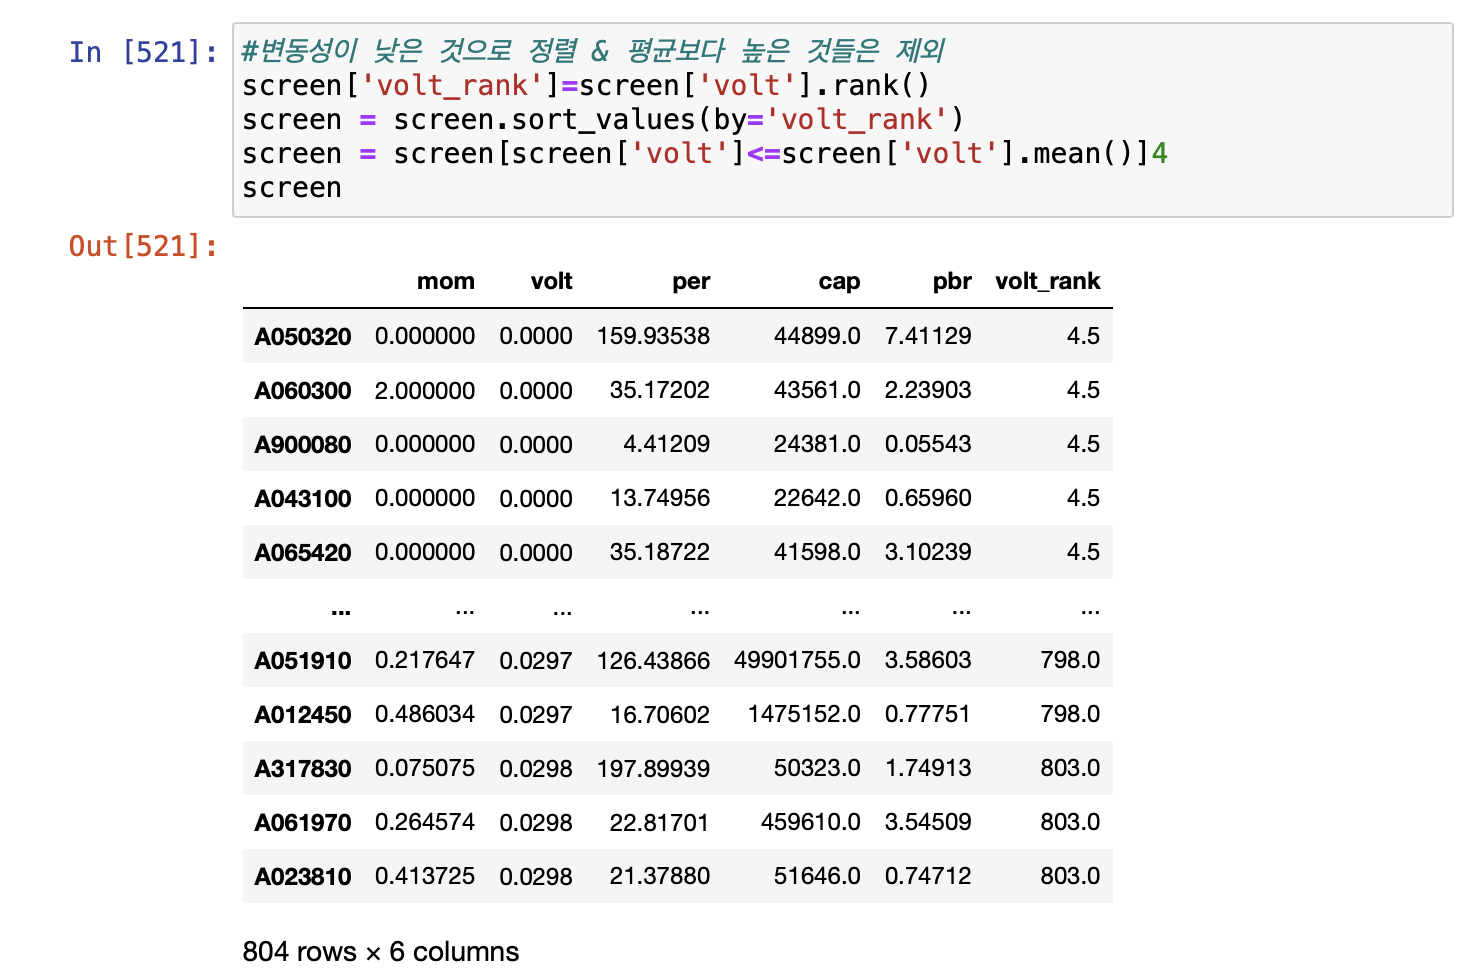 In [521]: #변동성이 낮은 것으로 정렬 & 평균보다 높은 것들은 제외
screen['volt_rank']=screen['volt'].rank()
screen = screen.sort_values(by='volt_rank')
screen = screen[screen['volt']<=screen['volt'].mean()]4
screen
Out[521]:
mom volt per cap pbr volt_rank
A050320 0.000000 0.0000 159.93538 44899.0 7.41129 4.5
A060300 2.000000 0.0000 35.17202 43561.0 2.23903 4.5
A900080 0.000000 0.0000 4.41209 24381.0 0.05543 4.5
A043100 0.000000 0.0000 13.74956 22642.0 0.65960 4.5
A065420 0.000000 0.0000 35.18722 41598.0 3.10239 4.5
... ... ... ... ... ... ...
A051910 0.217647 0.0297 126.43866 49901755.0 3.58603 798.0
A012450 0.486034 0.0297 16.70602 1475152.0 0.77751 798.0
A317830 0.075075 0.0298 197.89939 50323.0 1.74913 803.0
A061970 0.264574 0.0298 22.81701 459610.0 3.54509 803.0
A023810 0.413725 0.0298 21.37880 51646.0 0.74712 803.0
804 rows × 6 columns